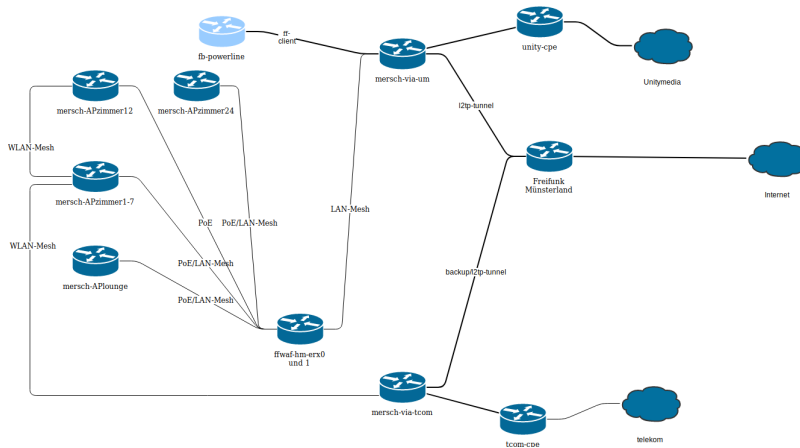 ff-
client
fb-powerline
mersch-via-um
unity-cpe
Unitymedia
mersch-APzimmer12
mersch-APzimmer24
l2tp-tunnel
WLAN-Mesh
Freifunk
Münsterland
Internet
mersch-APzimmer1-7
LAN-Mesh
PoE
PoE/LAN-Mesh
WLAN-Mesh
PoE/LAN-Mesh
backup/l2tp-tunnel
mersch-APlounge
PoE/LAN-Mesh
ffwaf-hm-erx0
und 1
mersch-via-tcom
tcom-cpe
telekom